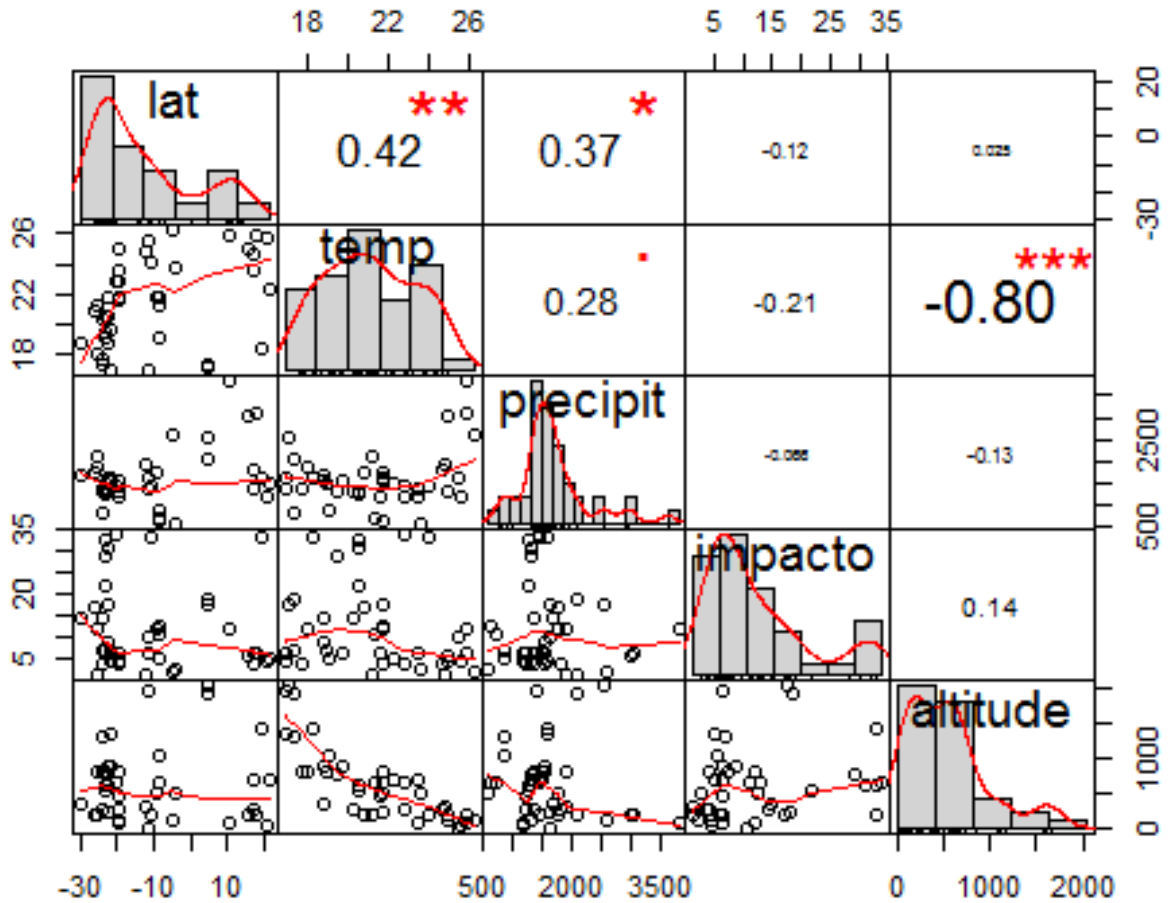 18 22 26 5 15 25 35
lat ** 0.42 * 0.37 -0.12 0.025 -30 0 20
18 22 26 temp . 0.28 -0.21 *** -0.80
precipit -0.066 -0.13 500 2500
5 20 35 impacto 0.14
altitude 0 1000
-30 -10 10 500 2000 3500 0 1000 2000